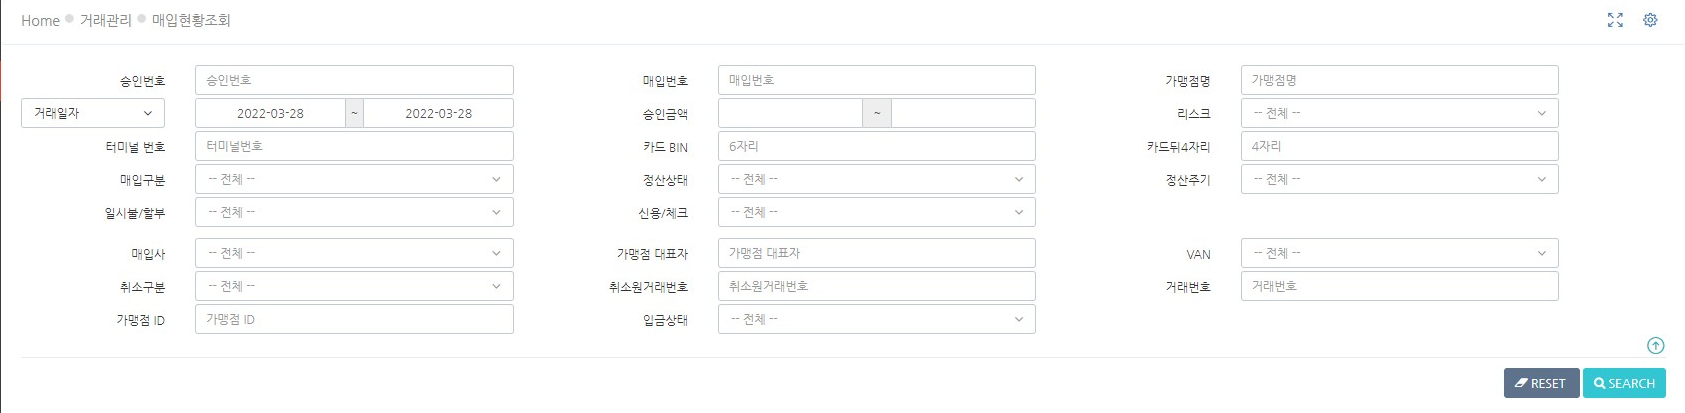 Home 거래관리 매입현황조회
승인번호 승인번호 매입번호 매입번호 가맹점명 가맹점명
거래일자 2022-03-28 ~ 2022-03-28 승인금액 ~ 리스크 -- 전체 --
터미널 번호 터미널번호 카드 BIN 6자리 카드뒤4자리 4자리
매입구분 -- 전체 -- 정산상태 -- 전체 -- 정산주기 -- 전체 --
일시불/할부 -- 전체 -- 신용/체크 -- 전체 --
매입사 -- 전체 -- 가맹점 대표자 가맹점 대표자 VAN -- 전체 --
취소구분 -- 전체 -- 취소원거래번호 취소원거래번호 거래번호 거래번호
가맹점 ID 가맹점 ID 입금상태 -- 전체 --
RESET SEARCH